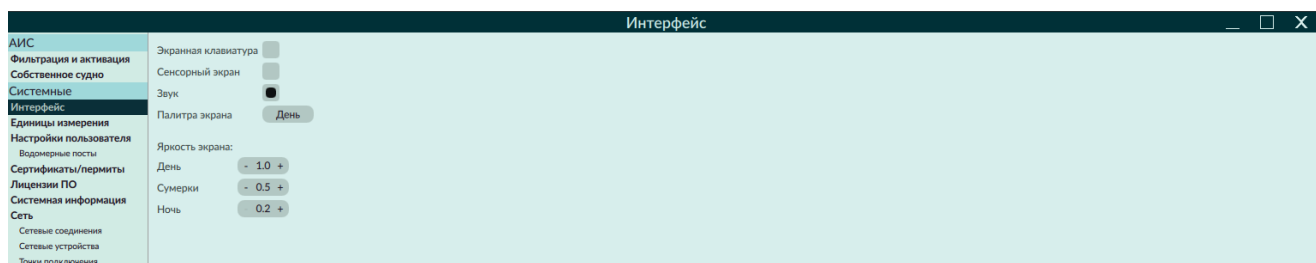 Интерфейс
АИС
Фильтрация и активация
Собственное судно
Системные
Интерфейс
Единицы измерения
Настройки пользователя
Водомерные посты
Сертификаты/пермиты
Лицензии ПО
Системная информация
Сеть
Сетевые соединения
Сетевые устройства
Точки подключения
Экранная клавиатура
Сенсорный экран
Звук
Палитра экрана День
Яркость экрана:
День - 1.0 +
Сумерки - 0.5 +
Ночь 0.2 +